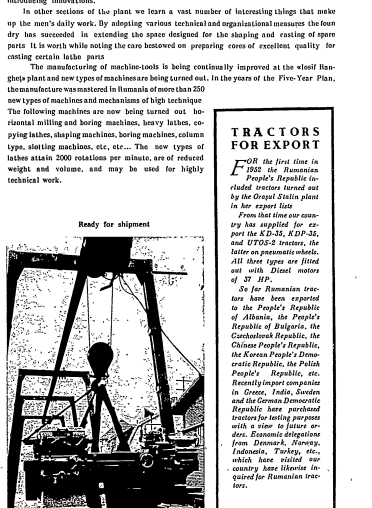 introducing innovations.
In other sections of the plant we learn a vast number of interesting things that make
up the men's daily work. By adopting various technical and organizational measures the foun
dry has succeeded in extending the space designed for the shaping and casting of spare
parts It is worth while noting the care bestowed on preparing cores of excellent quality for
casting certain lathe parts
The manufacturing of machine-tools is being continually improved at the «Iosif Ran-
ghet» plant and new types of machines are being turned out. In the years of the Five-Year Plan,
the manufacture was mastered in Rumania of more than 250
new types of machines and mechanisms of high technique
The following machines are now being turned out ho-
rizontal milling and boring machines, heavy lathes, co-
pying lathes, shaping machines, boring machines, column
type, slotting machines, etc, etc... The new types of
lathes attain 2000 rotations per minute, are of reduced
weight and volume, and may be used for highly
technical work.
Ready for shipment
TRACTORS
FOR EXPORT
FOR the first time in
1952 the Rumanian
People's Republic in-
cluded tractors turned out
by the Oraşul Stalin plant
in her export lists
From that time our coun-
try has supplied for ex-
port the KD-35, KDP-35,
and UTOS-2 tractors, the
latter on pneumatic wheels.
All three types are fitted
out with Diesel motors
of 37 HP.
So far Rumanian trac-
tors have been exported
to the People's Republic
of Albania, the People's
Republic of Bulgaria, the
Czechoslovak Republic, the
Chinese People's Republic,
the Korean People's Demo-
cratic Republic, the Polish
People's Republic, etc.
Recently import companies
in Greece, India, Sweden
and the German Democratic
Republic have purchased
tractors for testing purposes
with a view to future or-
ders. Economic delegations
from Denmark, Norway,
Indonesia, Turkey, etc.,
which have visited our
country have likewise in-
quired for Rumanian trac-
tors.